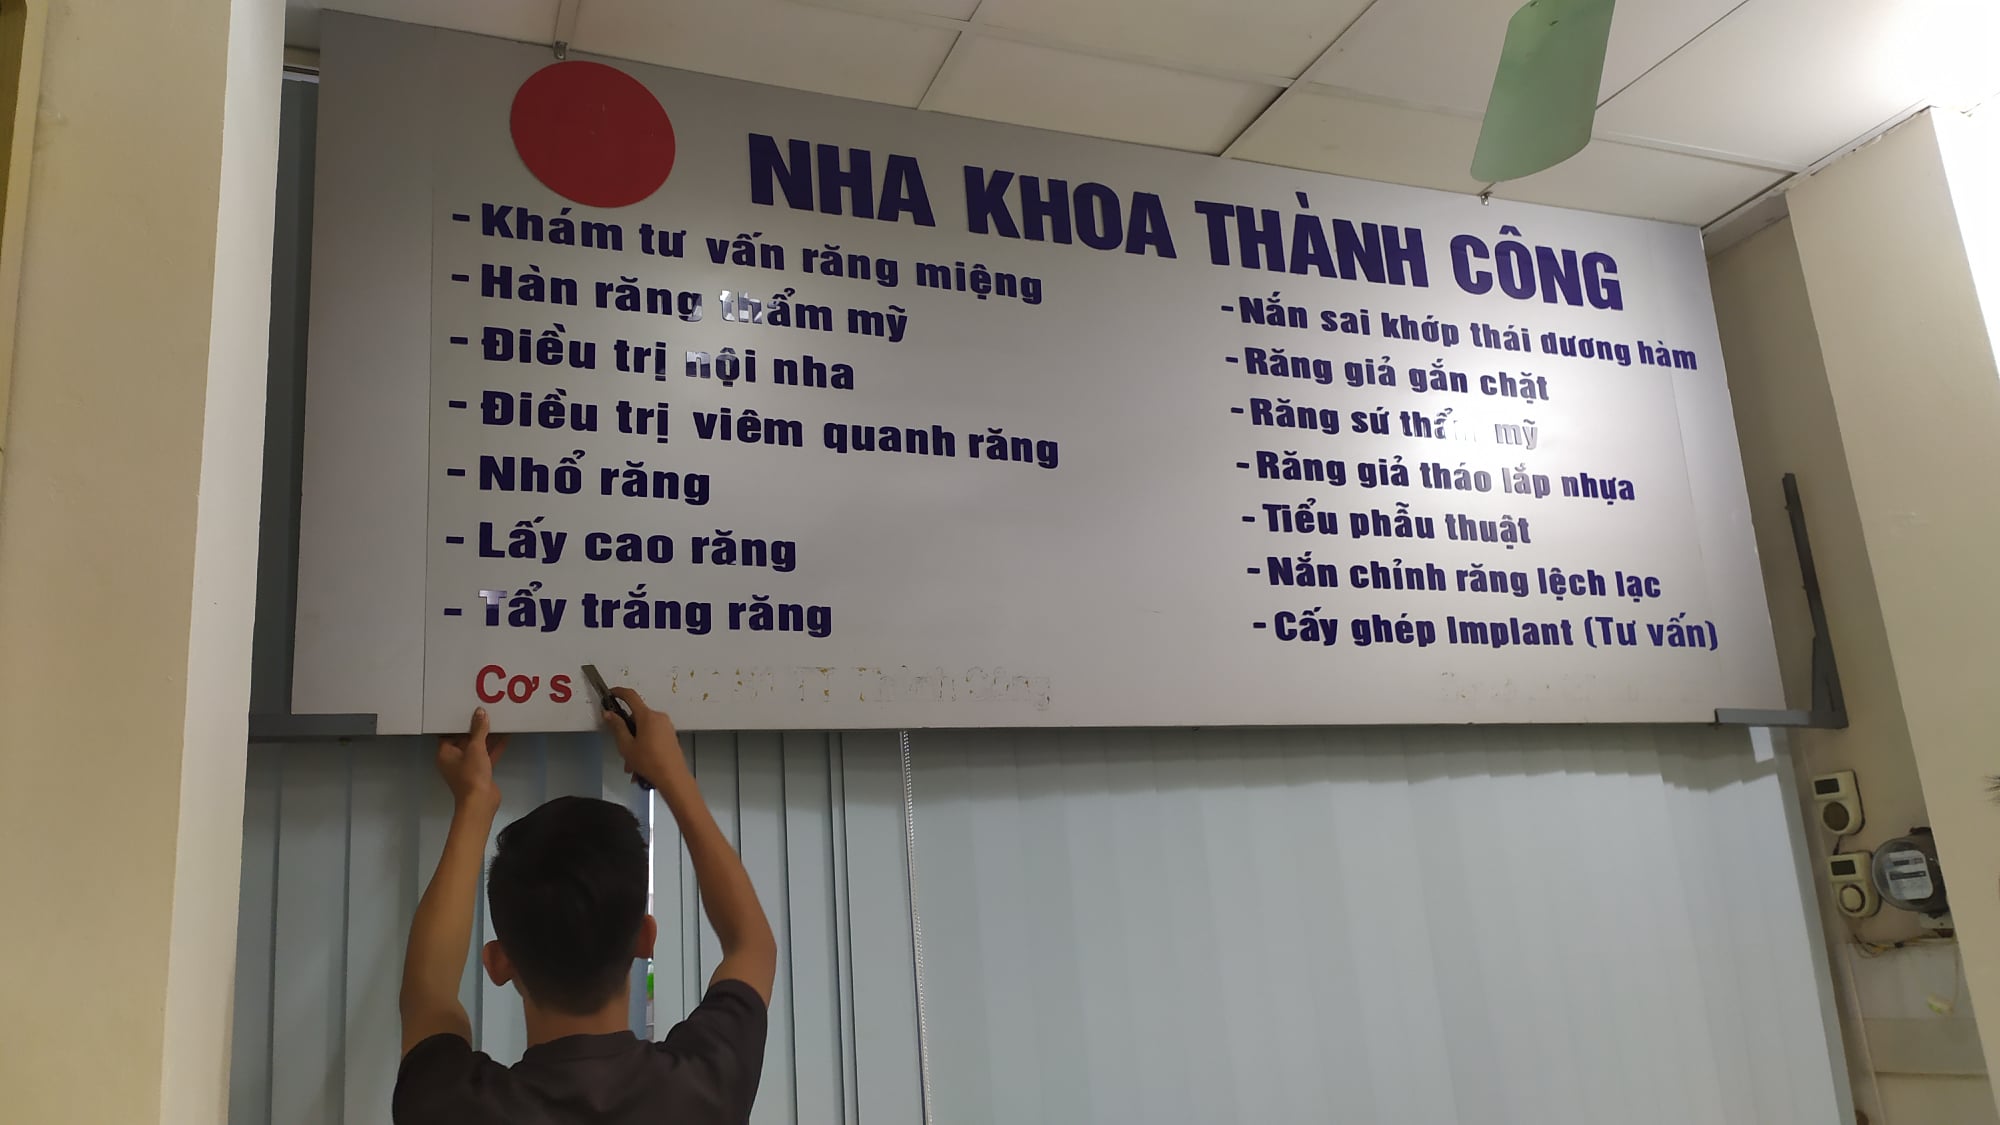 NHA KHOA THÀNH CÔNG
- Khám tư vấn răng miệng
- Hàn răng thẩm mỹ
- Điều trị nội nha
- Điều trị viêm quanh răng
- Nhổ răng
- Lấy cao răng
- Tẩy trắng răng
- Nắn sai khớp thái dương hàm
- Răng giả gắn chặt
- Răng sứ thẩm mỹ
- Răng giả tháo lắp nhựa
- Tiểu phẫu thuật
- Nắn chỉnh răng lệch lạc
- Cấy ghép Implant (Tư vấn)
Cơ s